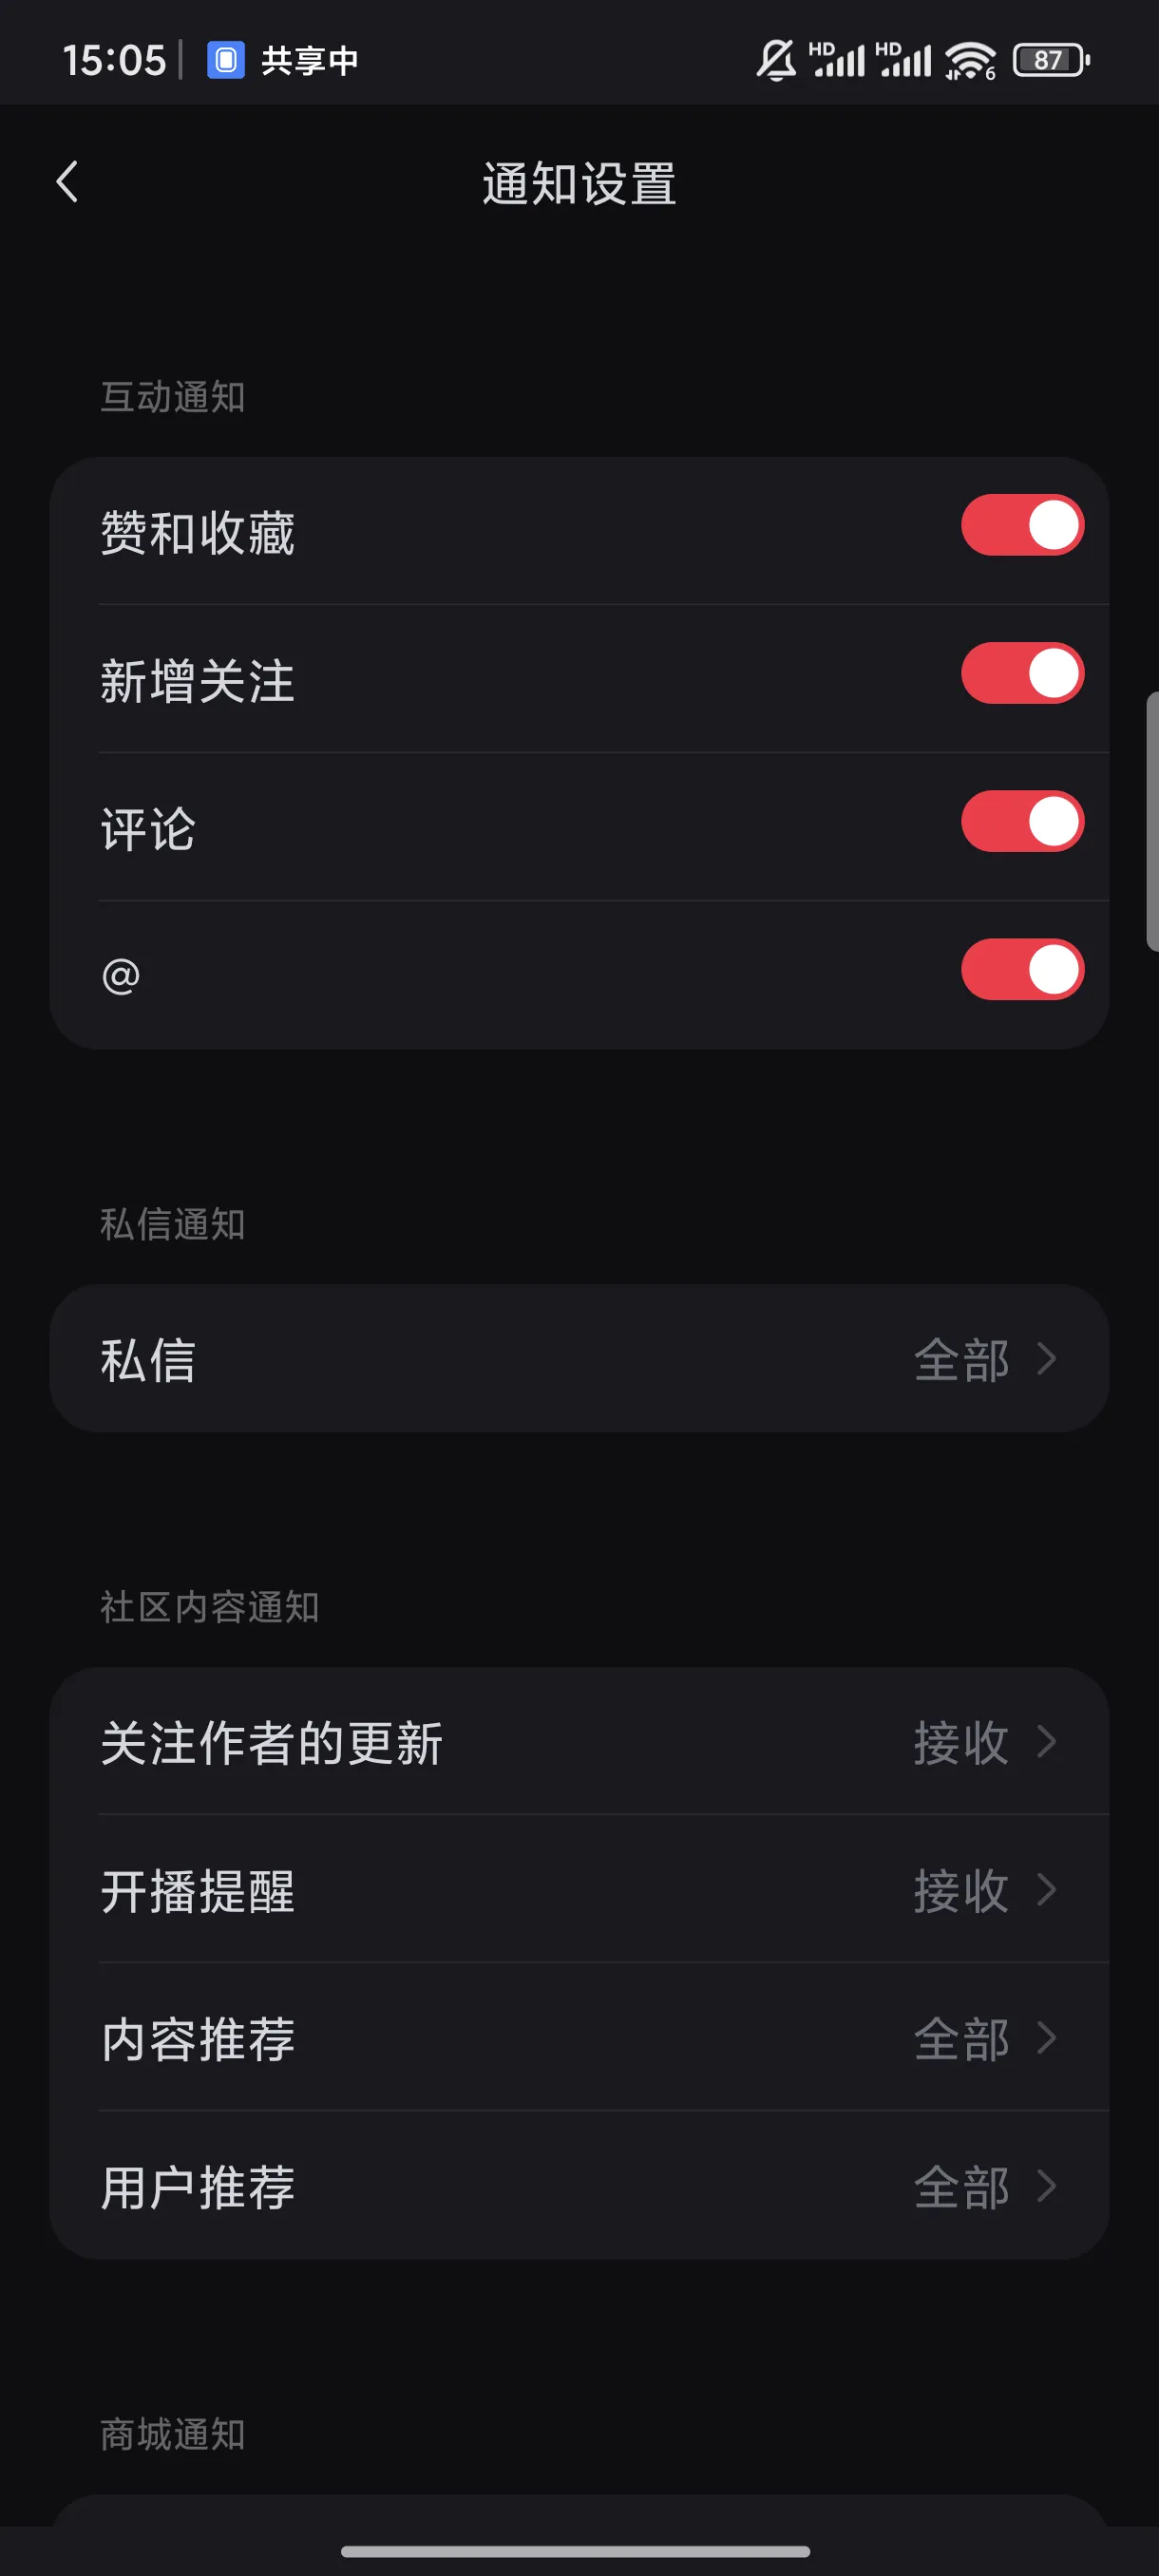 15:05 共享中 HD HD 6 87
通知设置
互动通知
赞和收藏
新增关注
评论
@
私信通知
私信 全部
社区内容通知
关注作者的更新 接收
开播提醒 接收
内容推荐 全部
用户推荐 全部
商城通知